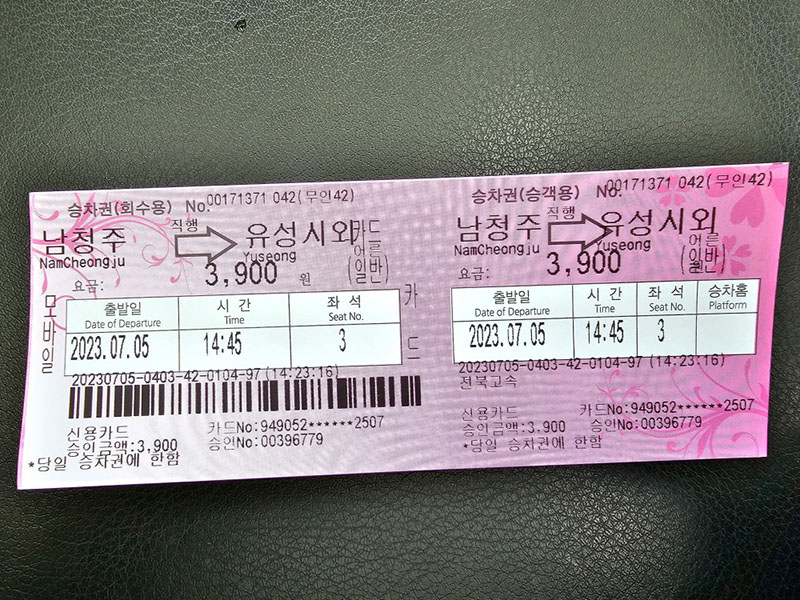 승차권(회수용) No.00171371 042(무인42)
직행 카드
남청주 유성시외 어른
NamCheongju Yuseong (일반)
요금: 3,900 원
모바일 카드
출발일 시 간 좌 석
Date of Departure Time Seat No.
2023.07.05 14:45 3
20230705-0403-42-0104-97 (14:23:16)
신용카드 카드No:949052******2507
승인금액:3,900 승인No:00396779
*당일 승차권에 한함
승차권(승객용) No.00171371 042(무인42)
직행
남청주 유성시외 어른
NamCheongju Yuseong (일반)
요금: 3,900 원
출발일 시 간 좌 석 승차홈
Date of Departure Time Seat No. Platform
2023.07.05 14:45 3
20230705-0403-42-0104-97 (14:23:16)
전북고속
신용카드 카드No:949052******2507
승인금액:3,900 승인No:00396779
*당일 승차권에 한함